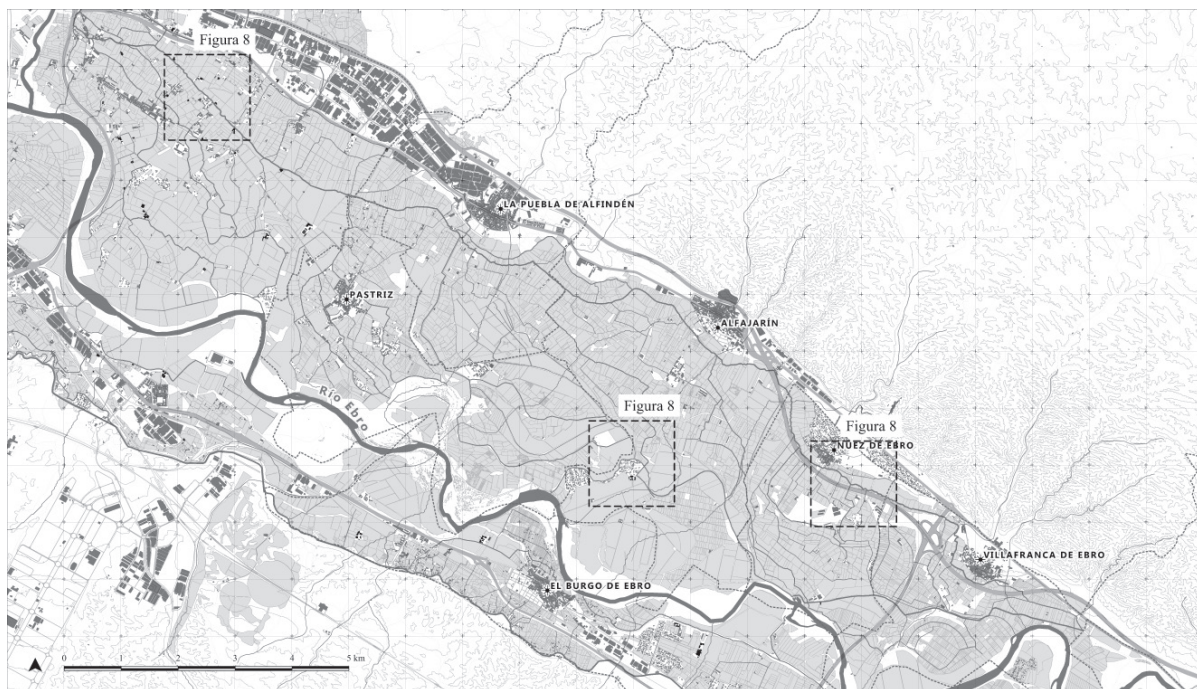 Figura 8
LA PUEBLA DE ALFINDÉN
PASTRIZ
ALFAJARÍN
Río Ebro
Figura 8
Figura 8
NUEZ DE EBRO
VILLAFRANCA DE EBRO
EL BURGO DE EBRO
0 1 2 3 4 5 km